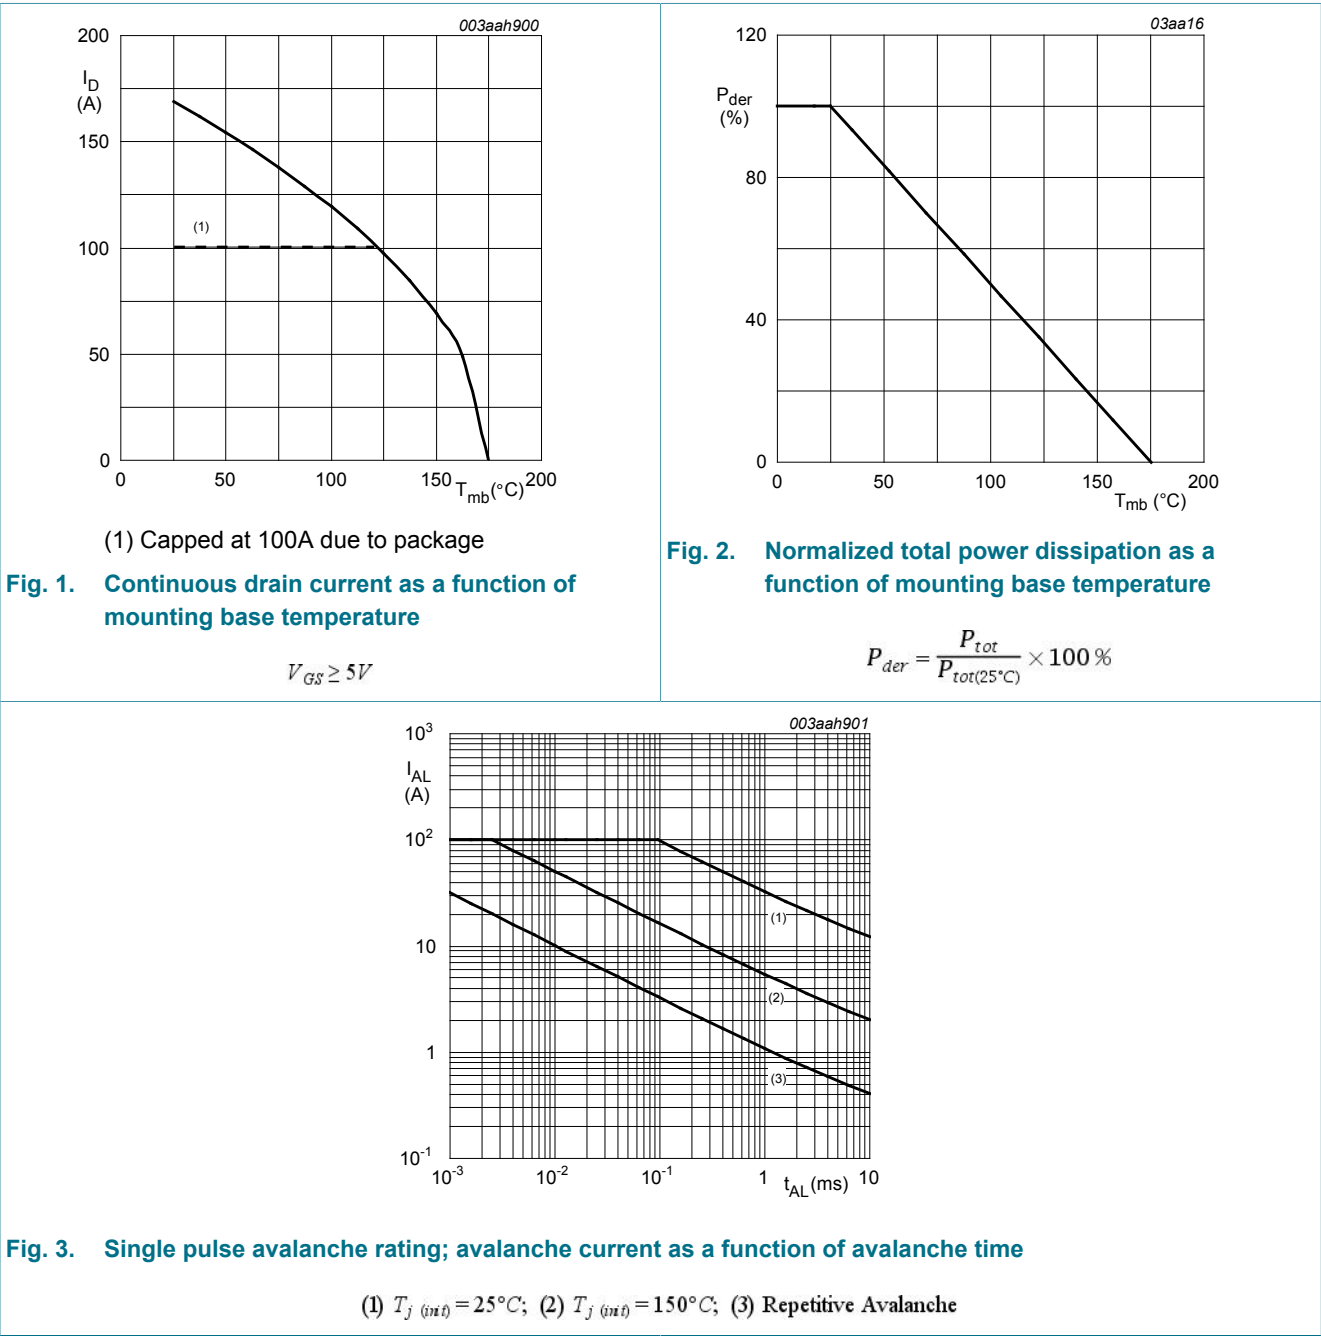 003aah900
200
I_D
(A)
150
(1)
100
50
0
0 50 100 150 T_mb(°C) 200
(1) Capped at 100A due to package
Fig. 1. Continuous drain current as a function of
mounting base temperature
V_GS ≥ 5V
03aa16
120
P_der
(%)
80
40
0
0 50 100 150 200
T_mb (°C)
Fig. 2. Normalized total power dissipation as a
function of mounting base temperature
P_der = P_tot / P_tot(25°C) × 100 %
003aah901
10^3
I_AL
(A)
10^2
(1)
10
(2)
1
(3)
10^-1
10^-3 10^-2 10^-1 1 t_AL(ms) 10
Fig. 3. Single pulse avalanche rating; avalanche current as a function of avalanche time
(1) T_j (init) = 25°C; (2) T_j (init) = 150°C; (3) Repetitive Avalanche